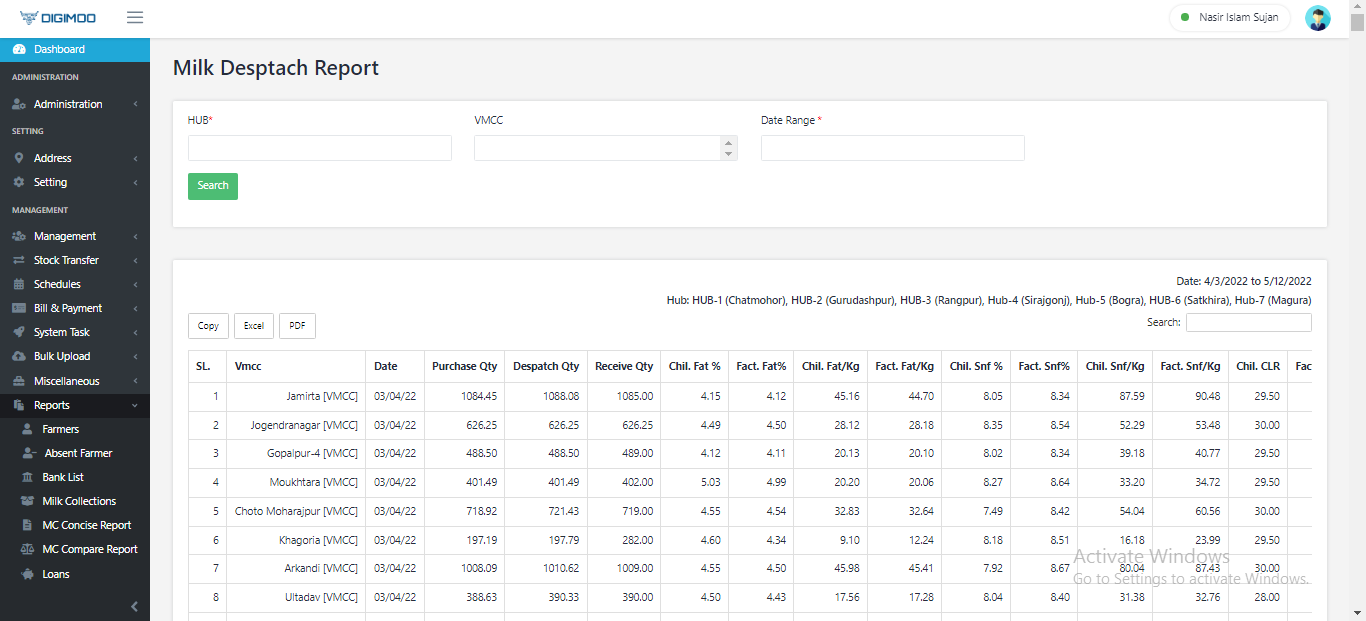 DIGIMOO
Nasir Islam Sujan
Dashboard
ADMINISTRATION
Administration
SETTING
Address
Setting
MANAGEMENT
Management
Stock Transfer
Schedules
Bill & Payment
System Task
Bulk Upload
Miscellaneous
Reports
Farmers
Absent Farmer
Bank List
Milk Collections
MC Concise Report
MC Compare Report
Loans
Milk Desptach Report
HUB* VMCC Date Range *
Search
Date: 4/3/2022 to 5/12/2022
Hub: HUB-1 (Chatmohor), HUB-2 (Gurudashpur), HUB-3 (Rangpur), Hub-4 (Sirajgonj), Hub-5 (Bogra), HUB-6 (Satkhira), Hub-7 (Magura)
Copy Excel PDF Search:
SL. Vmcc Date Purchase Qty Despatch Qty Receive Qty Chil. Fat % Fact. Fat% Chil. Fat/Kg Fact. Fat/Kg Chil. Snf % Fact. Snf% Chil. Snf/Kg Fact. Snf/Kg Chil. CLR Fac
1 Jamirta [VMCC] 03/04/22 1084.45 1088.08 1085.00 4.15 4.12 45.16 44.70 8.05 8.34 87.59 90.48 29.50
2 Jogendranagar [VMCC] 03/04/22 626.25 626.25 626.25 4.49 4.50 28.12 28.18 8.35 8.54 52.29 53.48 30.00
3 Gopalpur-4 [VMCC] 03/04/22 488.50 488.50 489.00 4.12 4.11 20.13 20.10 8.02 8.34 39.18 40.77 29.50
4 Moukhtara [VMCC] 03/04/22 401.49 401.49 402.00 5.03 4.99 20.20 20.06 8.27 8.64 33.20 34.72 29.50
5 Choto Moharajpur [VMCC] 03/04/22 718.92 721.43 719.00 4.55 4.54 32.83 32.64 7.49 8.42 54.04 60.56 30.00
6 Khagoria [VMCC] 03/04/22 197.19 197.79 282.00 4.60 4.34 9.10 12.24 8.18 8.51 16.18 23.99 29.50
7 Arkandi [VMCC] 03/04/22 1008.09 1010.62 1009.00 4.55 4.50 45.98 45.41 7.92 8.67 80.04 87.43 30.00
8 Ultadav [VMCC] 03/04/22 388.63 390.33 390.00 4.50 4.43 17.56 17.28 8.04 8.40 31.38 32.76 28.00
Activate Windows
Go to Settings to activate Windows.